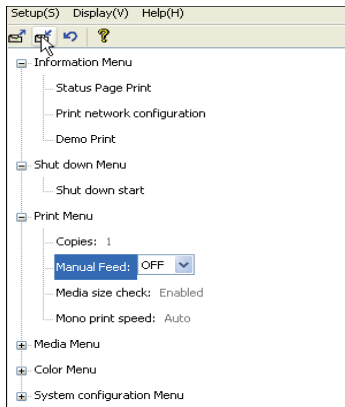 Setup(S) Display(V) Help(H)
Information Menu
Status Page Print
Print network configuration
Demo Print
Shut down Menu
Shut down start
Print Menu
Copies: 1
Manual Feed: OFF
Media size check: Enabled
Mono print speed: Auto
Media Menu
Color Menu
System configuration Menu